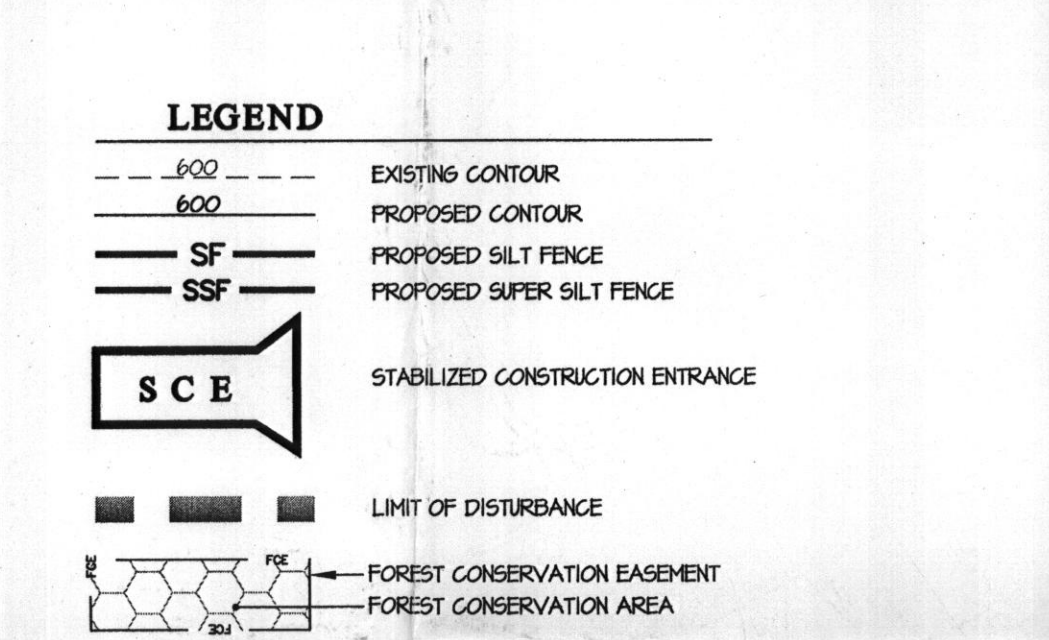 LEGEND
600 EXISTING CONTOUR
600 PROPOSED CONTOUR
SF PROPOSED SILT FENCE
SSF PROPOSED SUPER SILT FENCE
SCE STABILIZED CONSTRUCTION ENTRANCE
LIMIT OF DISTURBANCE
FCE FCE FOREST CONSERVATION EASEMENT
FOREST CONSERVATION AREA
FCE